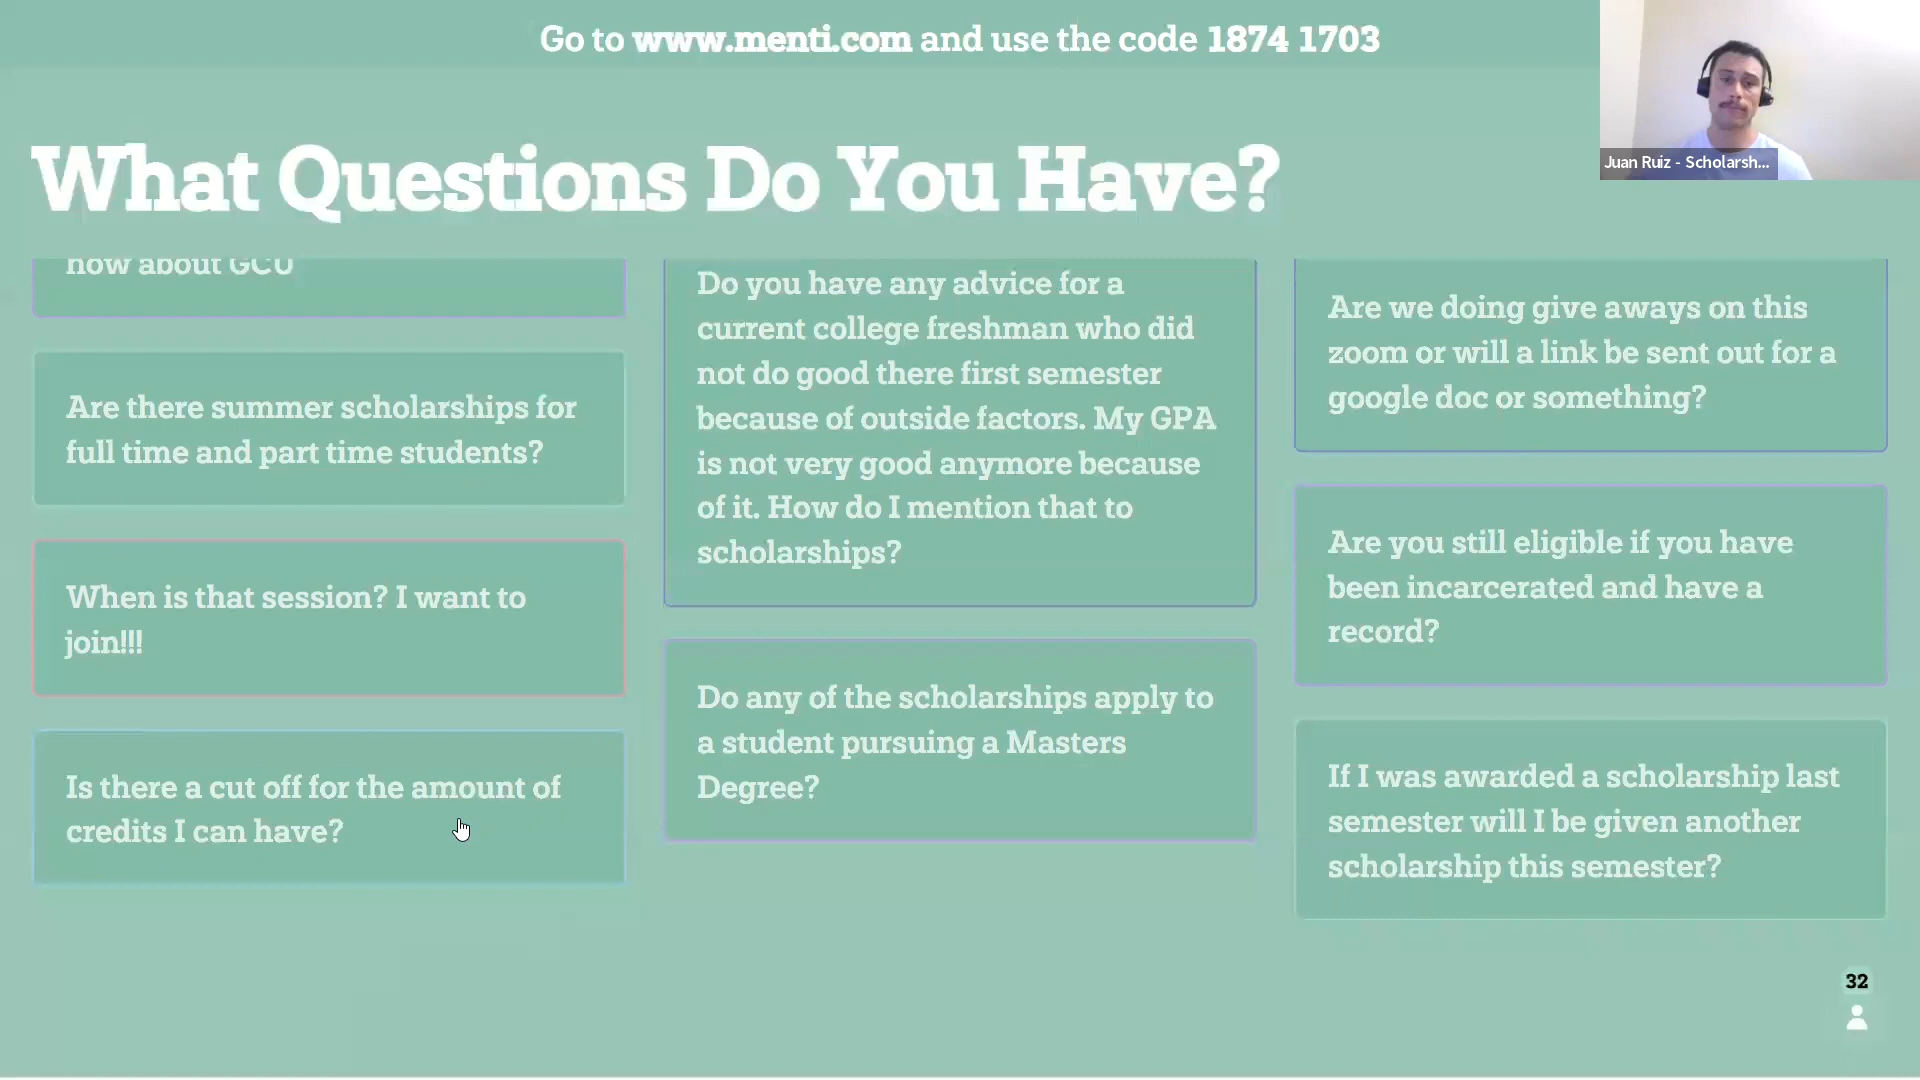 Go to www.menti.com and use the code 1874 1703
Juan Ruiz - Scholarsh...
What Questions Do You Have?
how about GCU
Are there summer scholarships for
full time and part time students?
When is that session? I want to
join!!!
Is there a cut off for the amount of
credits I can have?
Do you have any advice for a
current college freshman who did
not do good there first semester
because of outside factors. My GPA
is not very good anymore because
of it. How do I mention that to
scholarships?
Do any of the scholarships apply to
a student pursuing a Masters
Degree?
Are we doing give aways on this
zoom or will a link be sent out for a
google doc or something?
Are you still eligible if you have
been incarcerated and have a
record?
If I was awarded a scholarship last
semester will I be given another
scholarship this semester?
32